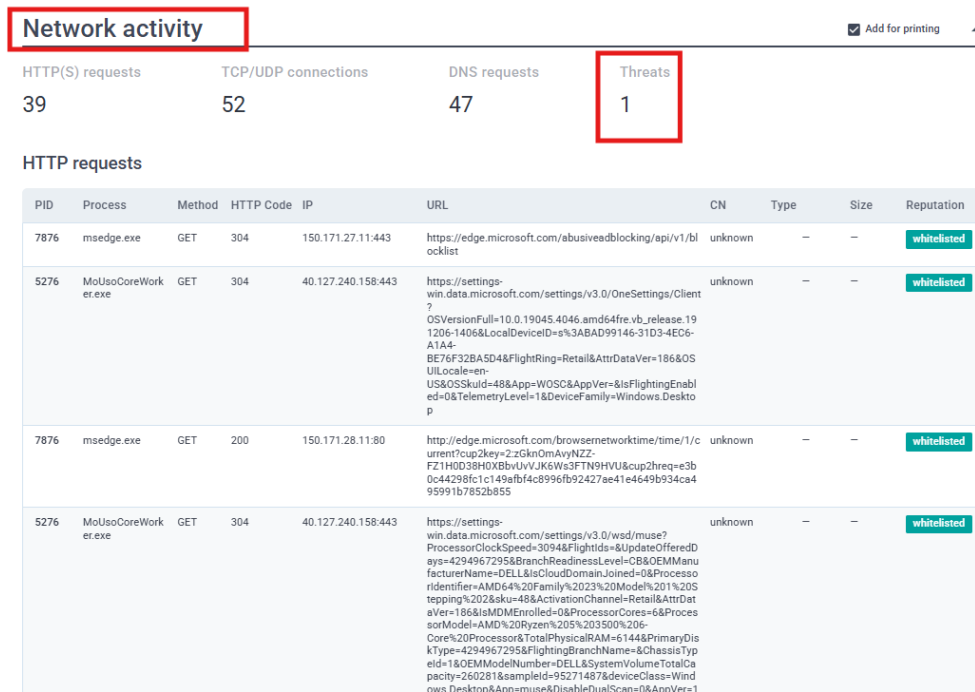 Network activity
Add for printing
HTTP(S) requests TCP/UDP connections DNS requests Threats
39 52 47 1
HTTP requests
PID Process Method HTTP Code IP URL CN Type Size Reputation
7876 msedge.exe GET 304 150.171.27.11:443 https://edge.microsoft.com/abusiveadblocking/api/v1/bl unknown – – whitelisted
ocklist
5276 MoUsoCoreWork GET 304 40.127.240.158:443 https://settings- unknown – – whitelisted
er.exe win.data.microsoft.com/settings/v3.0/OneSettings/Client
?
OSVersionFull=10.0.19045.4046.amd64fre.vb_release.19
1206-1406&LocalDeviceID=s%3ABAD99146-31D3-4EC6-
A1A4-
BE76F32BA5D4&FlightRing=Retail&AttrDataVer=186&OS
UILocale=en-
US&OSSkuId=48&App=WOSC&AppVer=&IsFlightingEnabl
ed=0&TelemetryLevel=1&DeviceFamily=Windows.Deskto
p
7876 msedge.exe GET 200 150.171.28.11:80 http://edge.microsoft.com/browsernetworktime/time/1/c unknown – – whitelisted
urrent?cup2key=2:zGknOmAvyNZZ-
FZ1H0D38H0XBbvUvVJK6Ws3FTN9HVU&cup2hreq=e3b
0c44298fc1c149afbf4c8996fb92427ae41e4649b934ca4
95991b7852b855
5276 MoUsoCoreWork GET 304 40.127.240.158:443 https://settings- unknown – – whitelisted
er.exe win.data.microsoft.com/settings/v3.0/wsd/muse?
ProcessorClockSpeed=3094&FlightIds=&UpdateOfferedD
ays=4294967295&BranchReadinessLevel=CB&OEMManu
facturerName=DELL&IsCloudDomainJoined=0&Processo
rIdentifier=AMD64%20Family%2023%20Model%201%20S
tepping%202&sku=48&ActivationChannel=Retail&AttrDat
aVer=186&IsMDMEnrolled=0&ProcessorCores=6&Proces
sorModel=AMD%20Ryzen%205%203500%206-
Core%20Processor&TotalPhysicalRAM=6144&PrimaryDis
kType=4294967295&FlightingBranchName=&ChassisTyp
eId=1&OEMModelNumber=DELL&SystemVolumeTotalCa
pacity=260281&sampleId=95271487&deviceClass=Wind
ows.Desktop&App=muse&DisableDualScan=0&AppVer=1